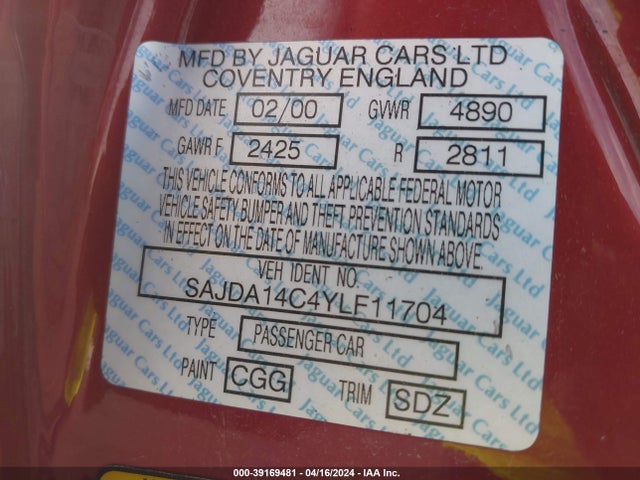 MFD BY JAGUAR CARS LTD
COVENTRY ENGLAND
MFD DATE 02/00 GVWR 4890
GAWR F 2425 R 2811
THIS VEHICLE CONFORMS TO ALL APPLICABLE FEDERAL MOTOR
VEHICLE SAFETY, BUMPER AND THEFT PREVENTION STANDARDS
IN EFFECT ON THE DATE OF MANUFACTURE SHOWN ABOVE.
VEH IDENT NO.
SAJDA14C4YLF11704
TYPE PASSENGER CAR
PAINT CGG TRIM SDZ
Jaguar Cars Ltd
000-39169481 - 04/16/2024 - IAA Inc.